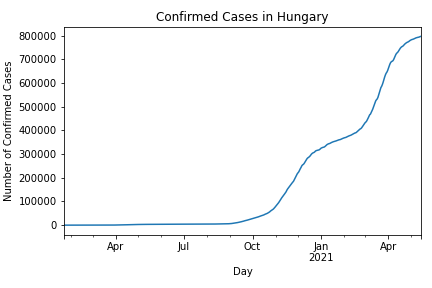 Confirmed Cases in Hungary
800000
700000
600000
500000
400000
300000
200000
100000
0
Number of Confirmed Cases
Apr
Jul
Oct
Jan
2021
Apr
Day